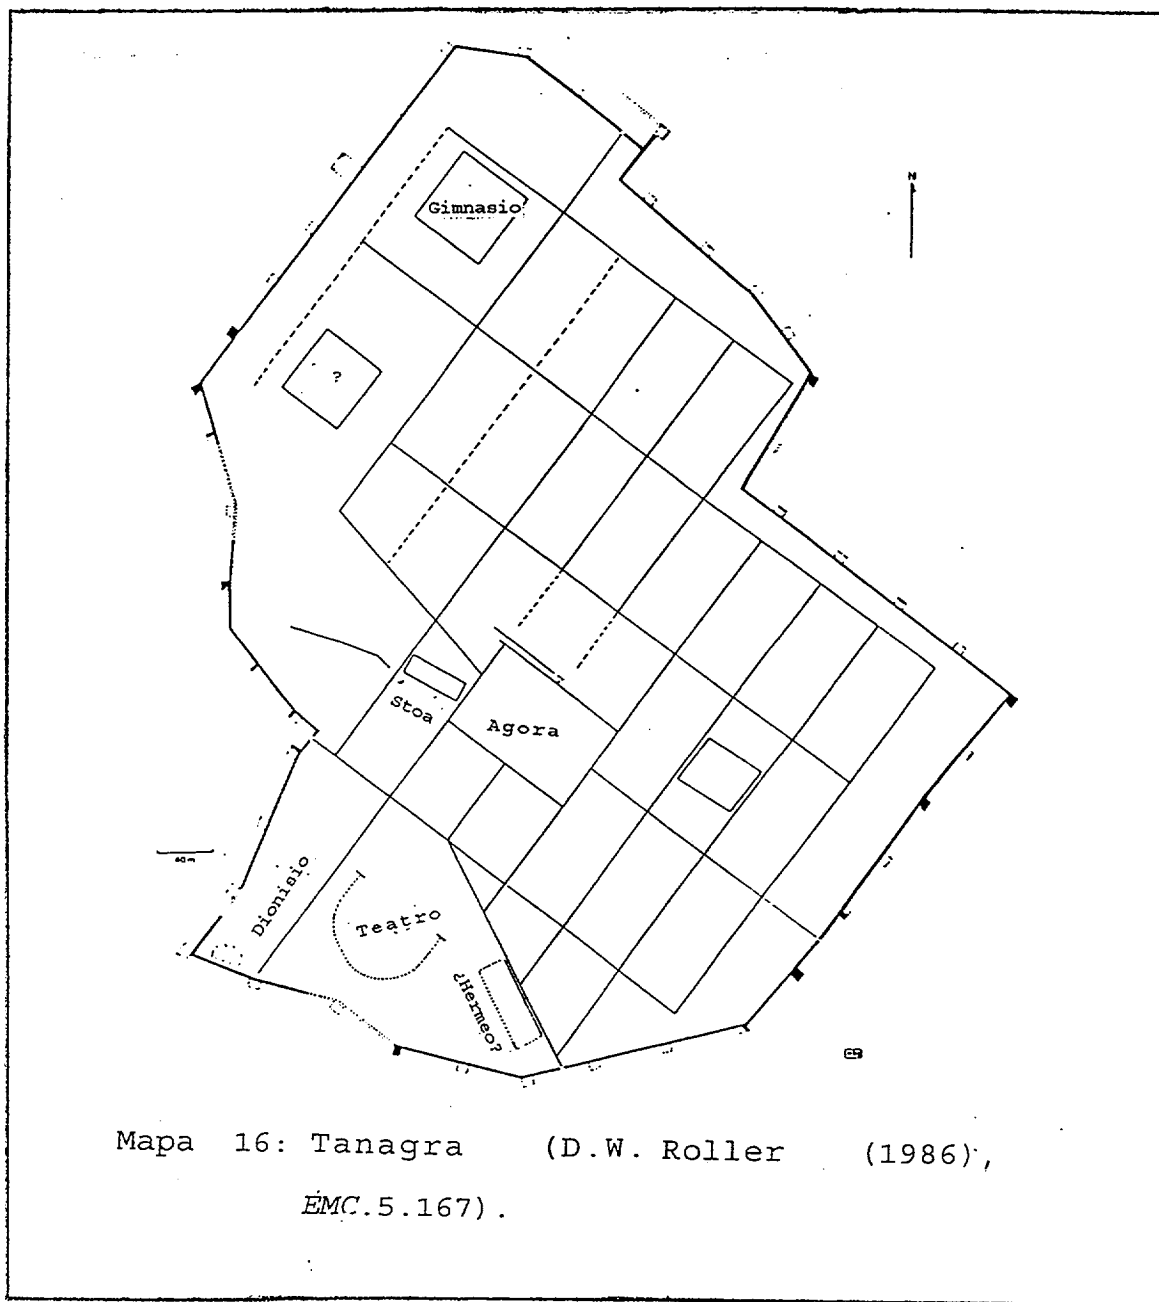 N
Gimnasio
?
Stoa
Agora
Dionisio
Teatro
¿Hermeo?
Mapa 16: Tanagra (D.W. Roller (1986),
EMC.5.167).